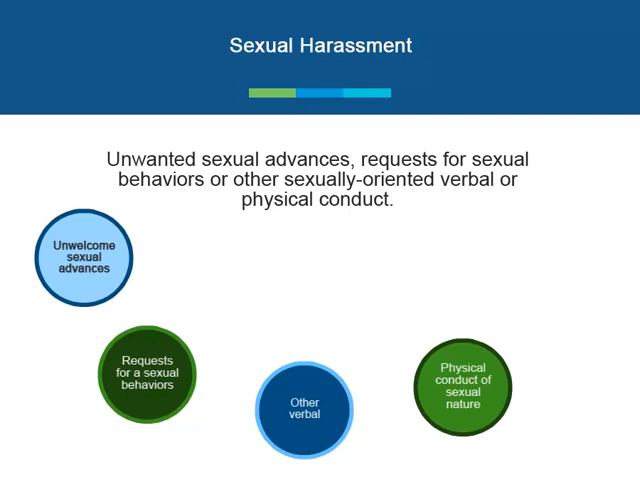 Sexual Harassment
Unwanted sexual advances, requests for sexual
behaviors or other sexually-oriented verbal or
physical conduct.
Unwelcome
sexual
advances
Requests
for a sexual
behaviors
Other
verbal
Physical
conduct of
sexual
nature